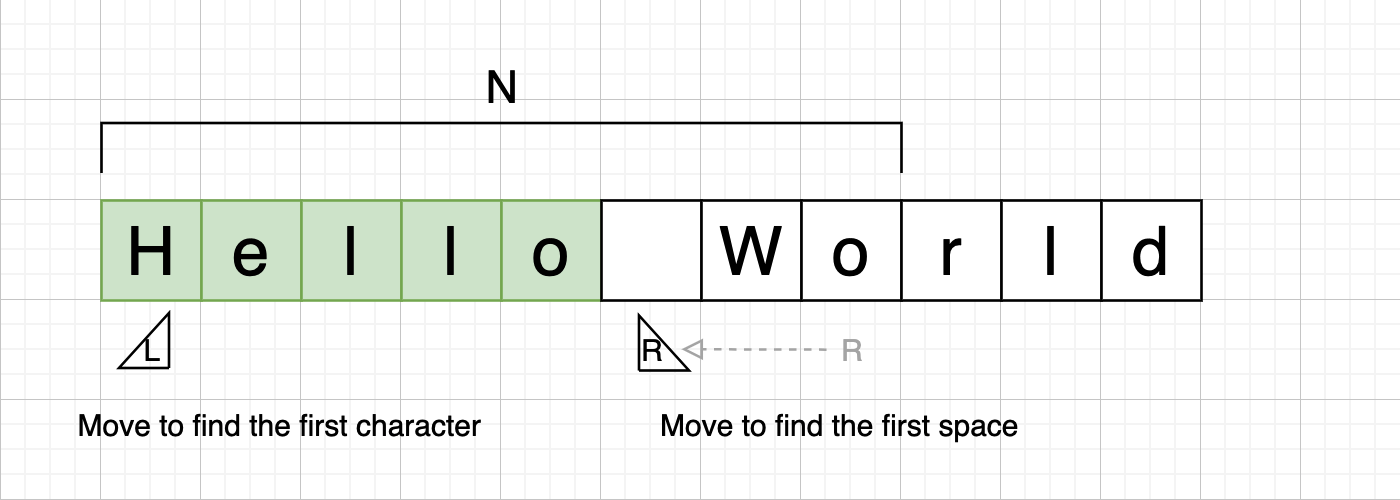 N
H e l l o W o r l d
L R R
Move to find the first character Move to find the first space